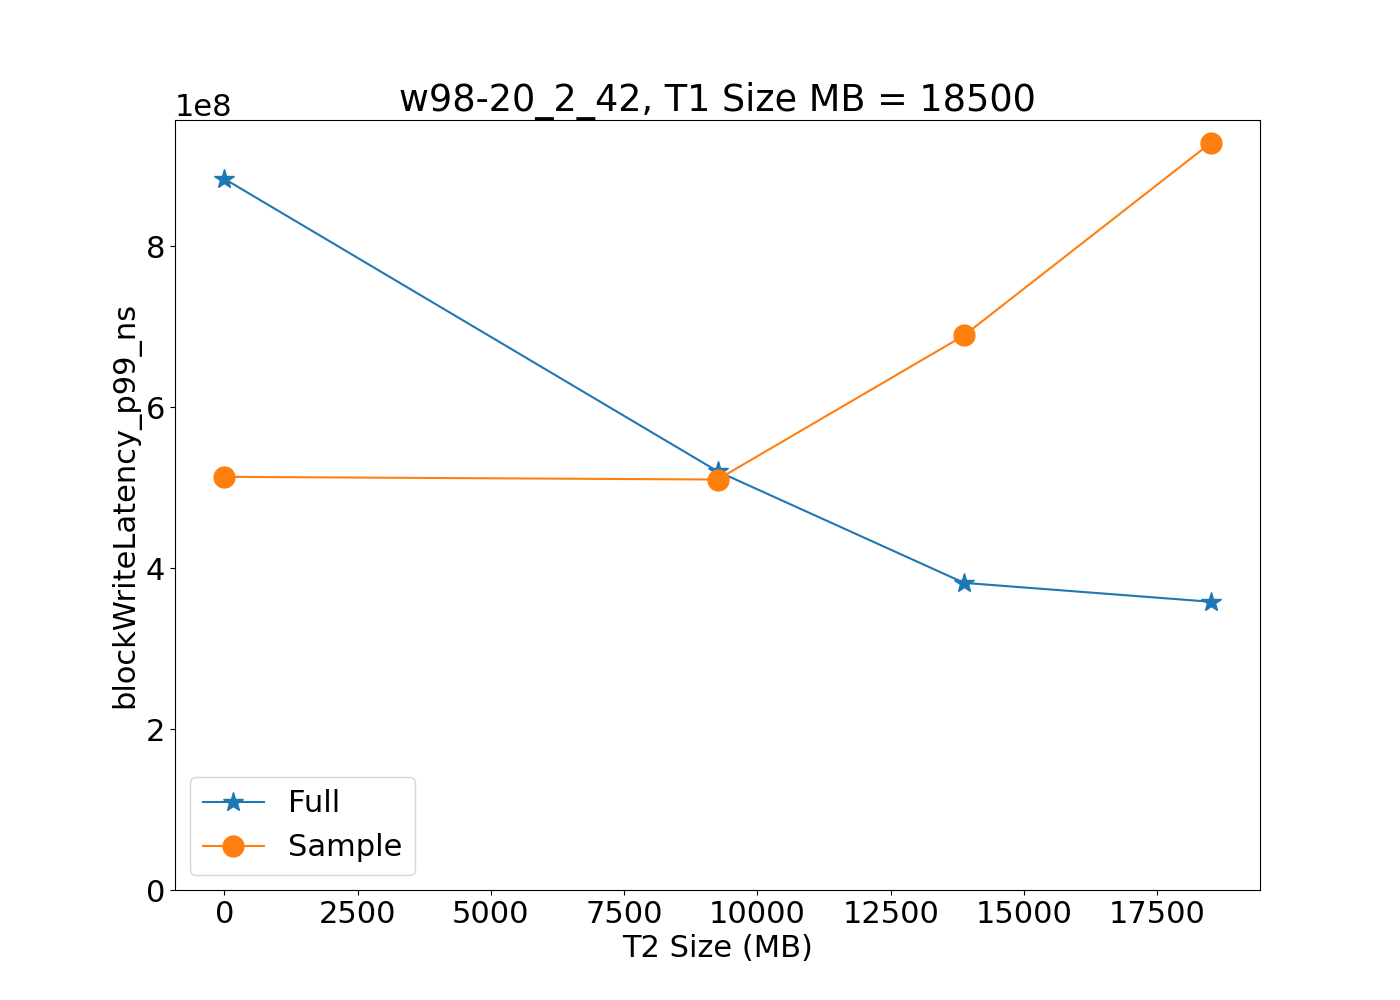 w98-20_2_42, T1 Size MB = 18500
1e8
8
6
4
2
0
blockWriteLatency_p99_ns
Full
Sample
0 2500 5000 7500 10000 12500 15000 17500
T2 Size (MB)